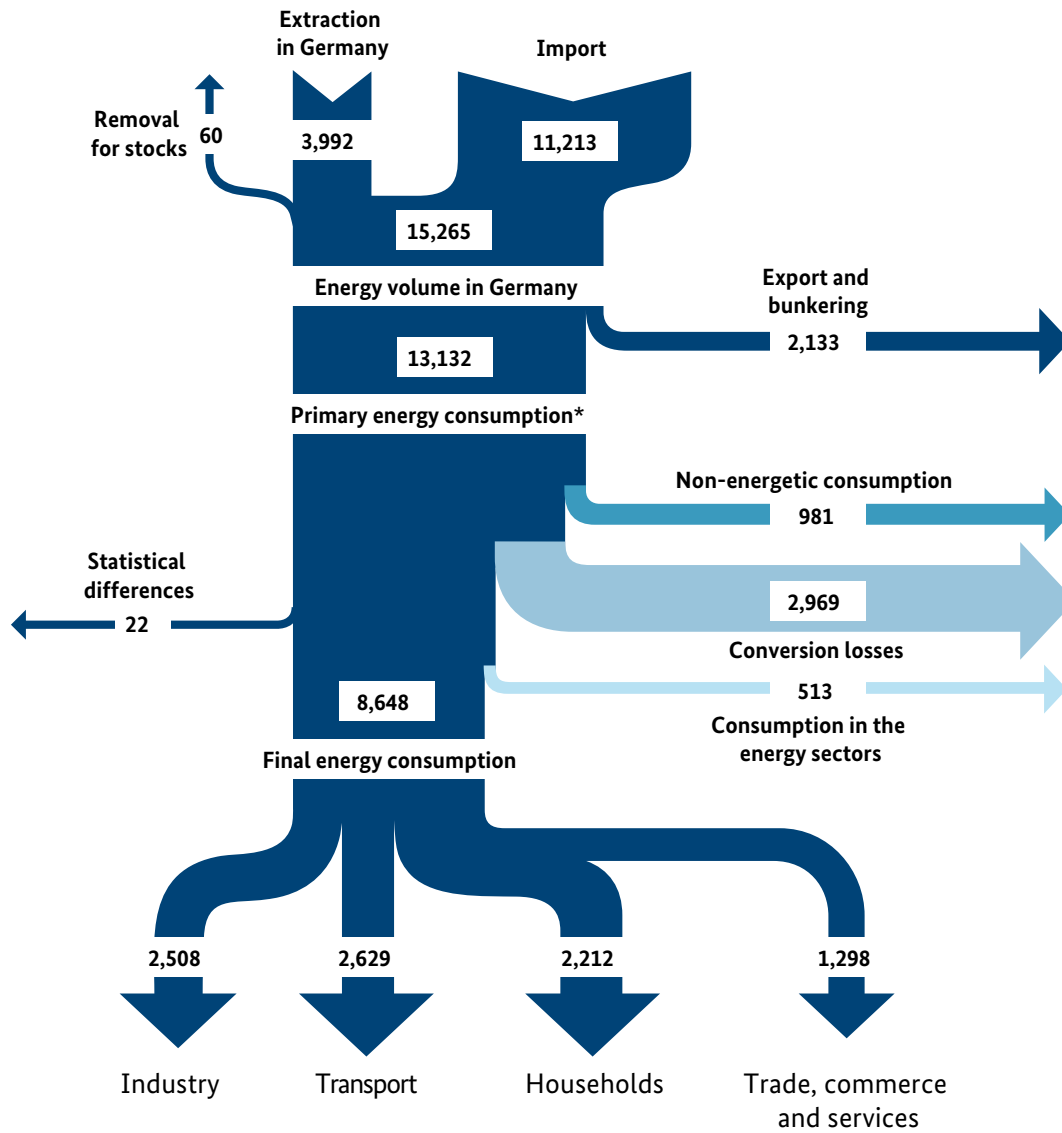 Extraction
in Germany
Import
Removal
for stocks
60
3,992
11,213
15,265
Energy volume in Germany
Export and
bunkering
2,133
13,132
Primary energy consumption*
Non-energetic consumption
981
Statistical
differences
22
2,969
Conversion losses
513
Consumption in the
energy sectors
8,648
Final energy consumption
2,508
2,629
2,212
1,298
Industry
Transport
Households
Trade, commerce
and services